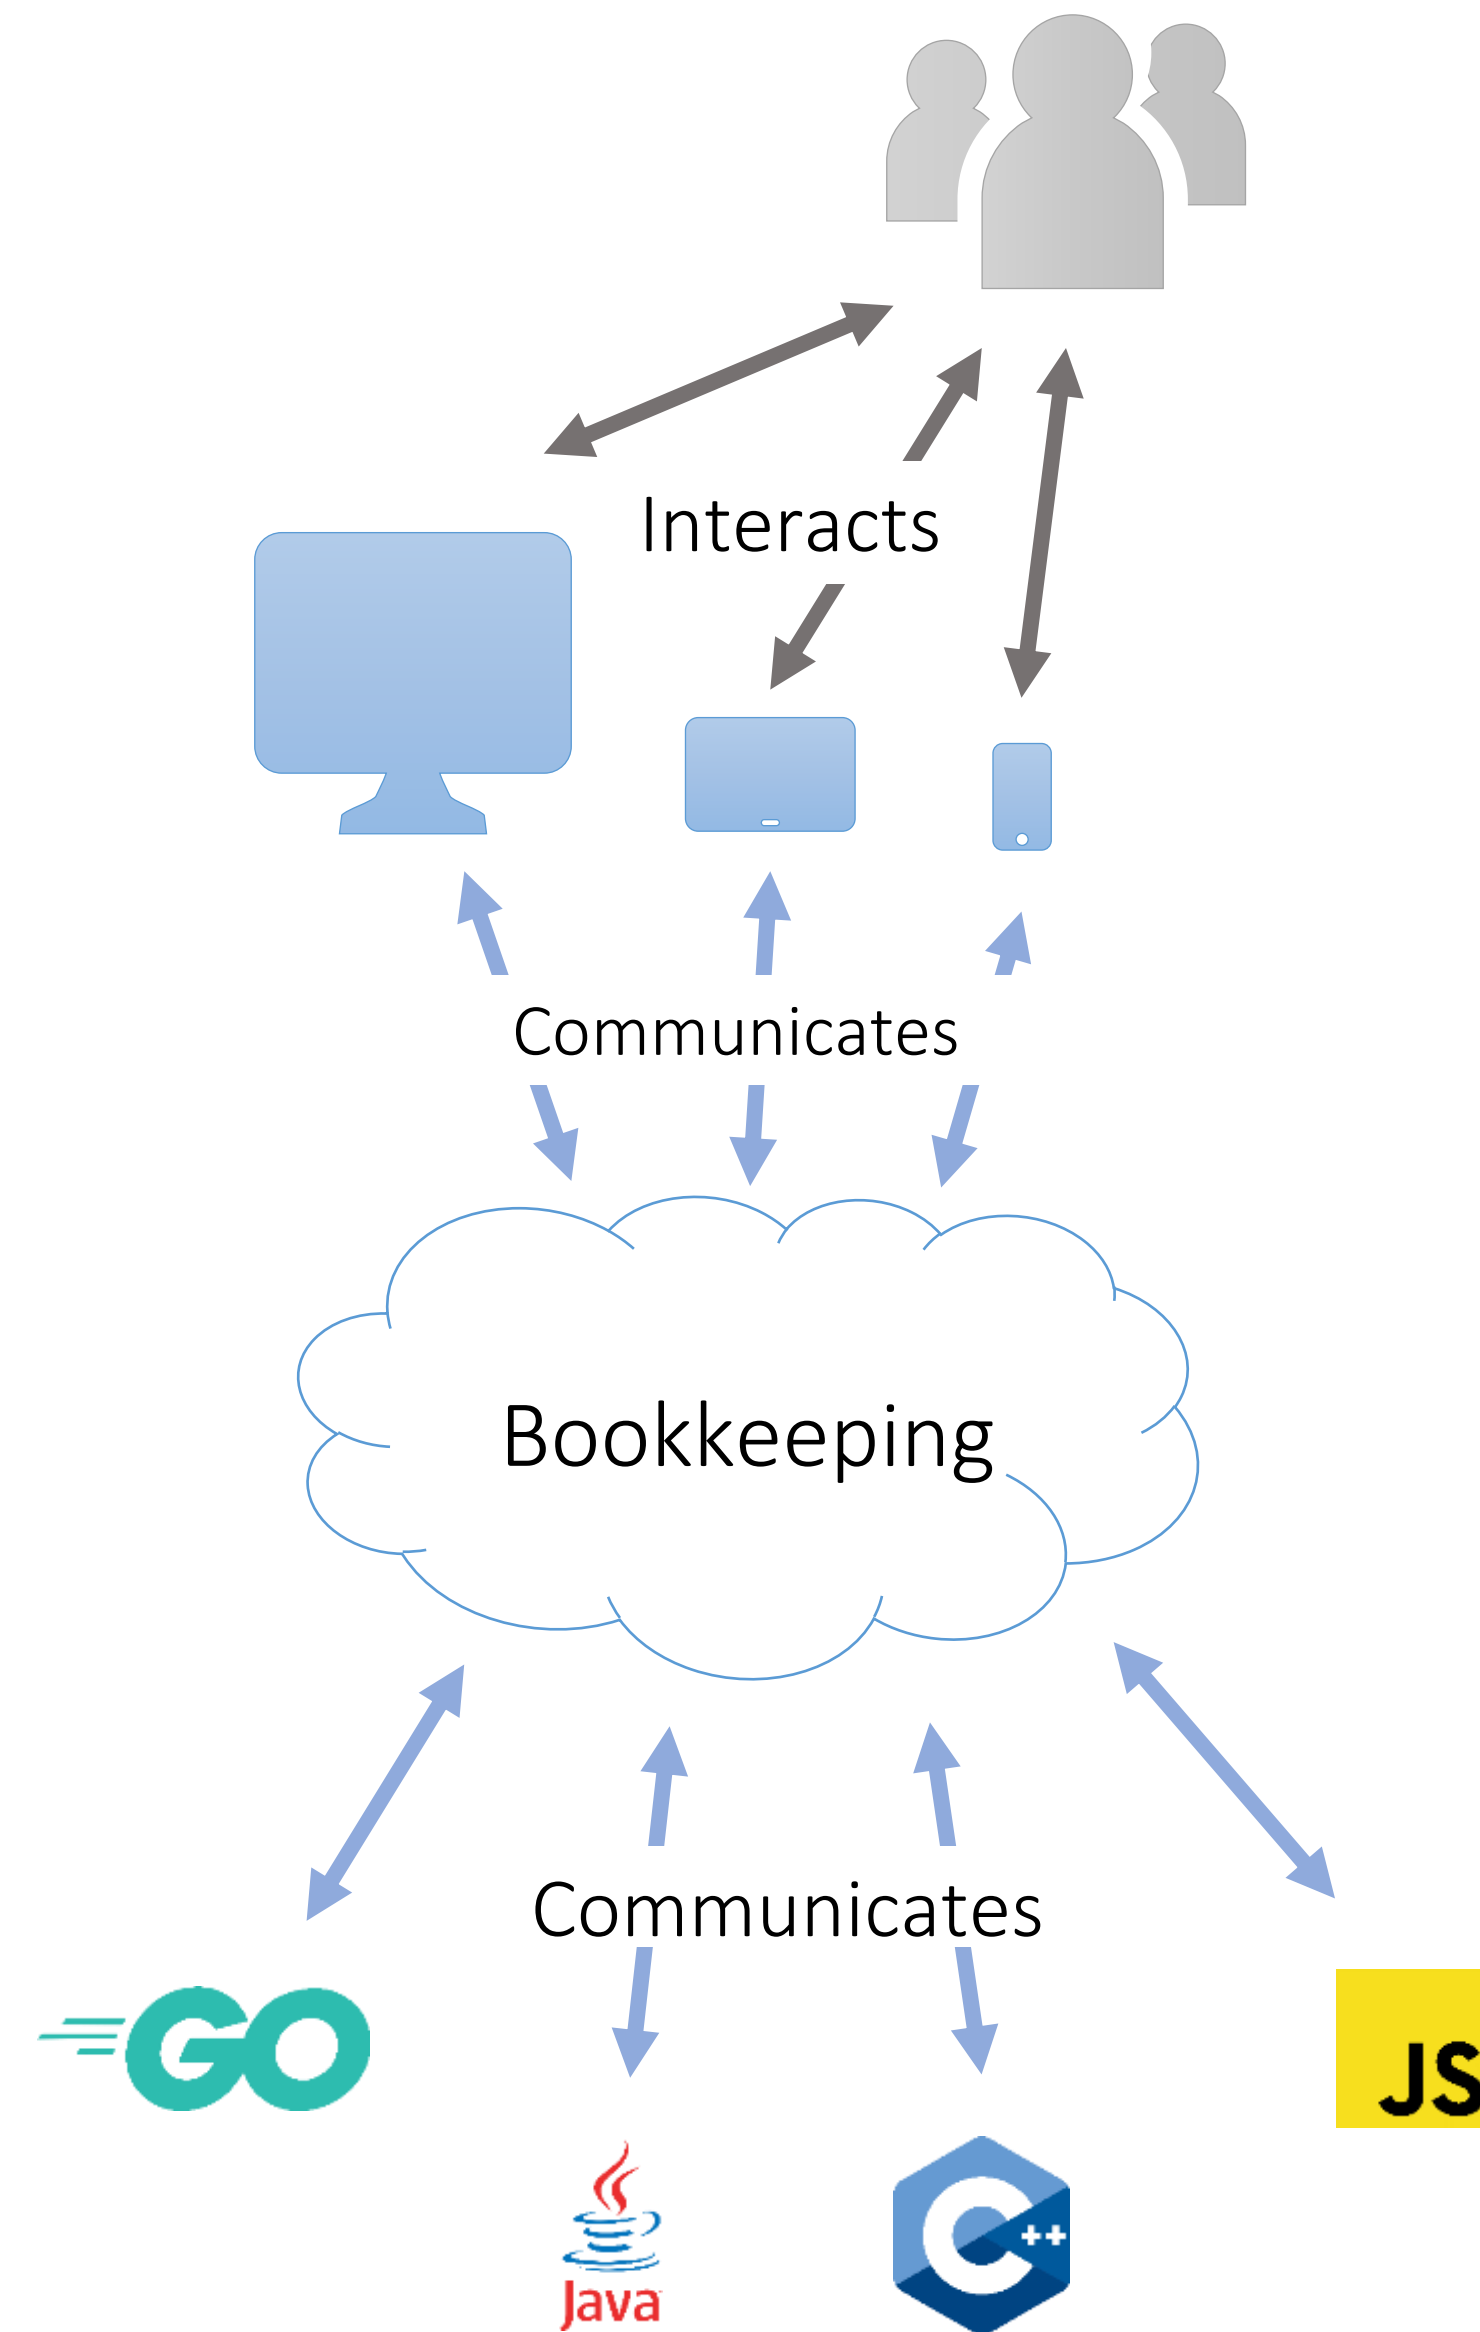 Interacts
Communicates
Bookkeeping
Communicates
GO
JS
Java
C++